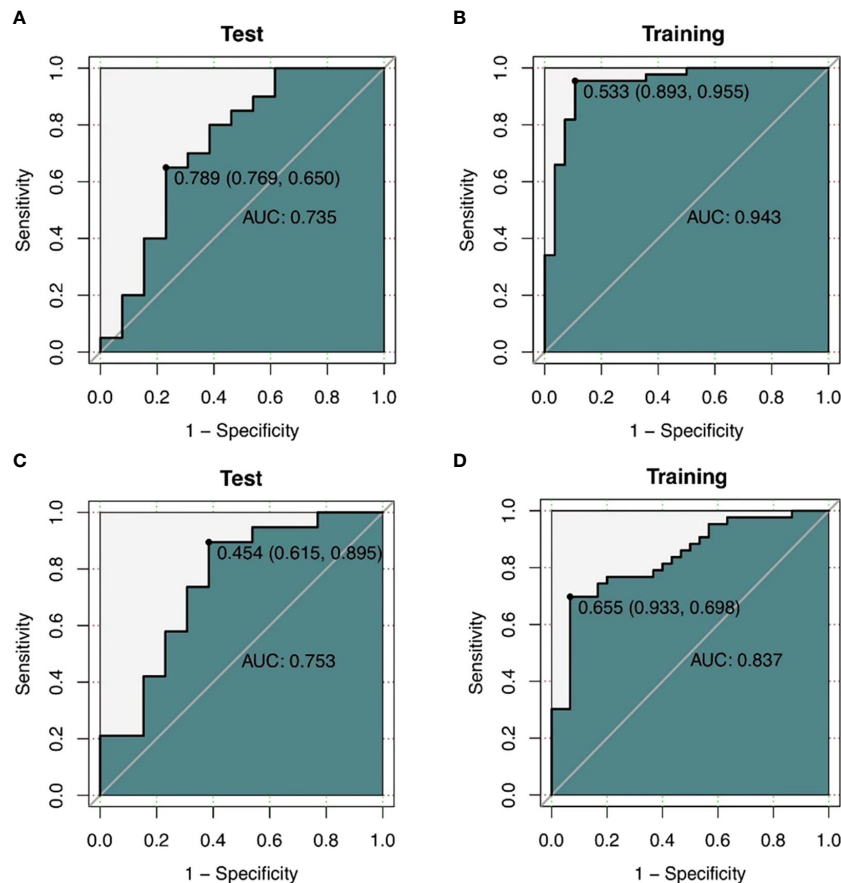 A
Test
Sensitivity
1.0
0.8
0.6
0.4
0.2
0.0
0.789 (0.769, 0.650)
AUC: 0.735
0.0 0.2 0.4 0.6 0.8 1.0
1 − Specificity
B
Training
Sensitivity
1.0
0.8
0.6
0.4
0.2
0.0
0.533 (0.893, 0.955)
AUC: 0.943
0.0 0.2 0.4 0.6 0.8 1.0
1 − Specificity
C
Test
Sensitivity
1.0
0.8
0.6
0.4
0.2
0.0
0.454 (0.615, 0.895)
AUC: 0.753
0.0 0.2 0.4 0.6 0.8 1.0
1 − Specificity
D
Training
Sensitivity
1.0
0.8
0.6
0.4
0.2
0.0
0.655 (0.933, 0.698)
AUC: 0.837
0.0 0.2 0.4 0.6 0.8 1.0
1 − Specificity